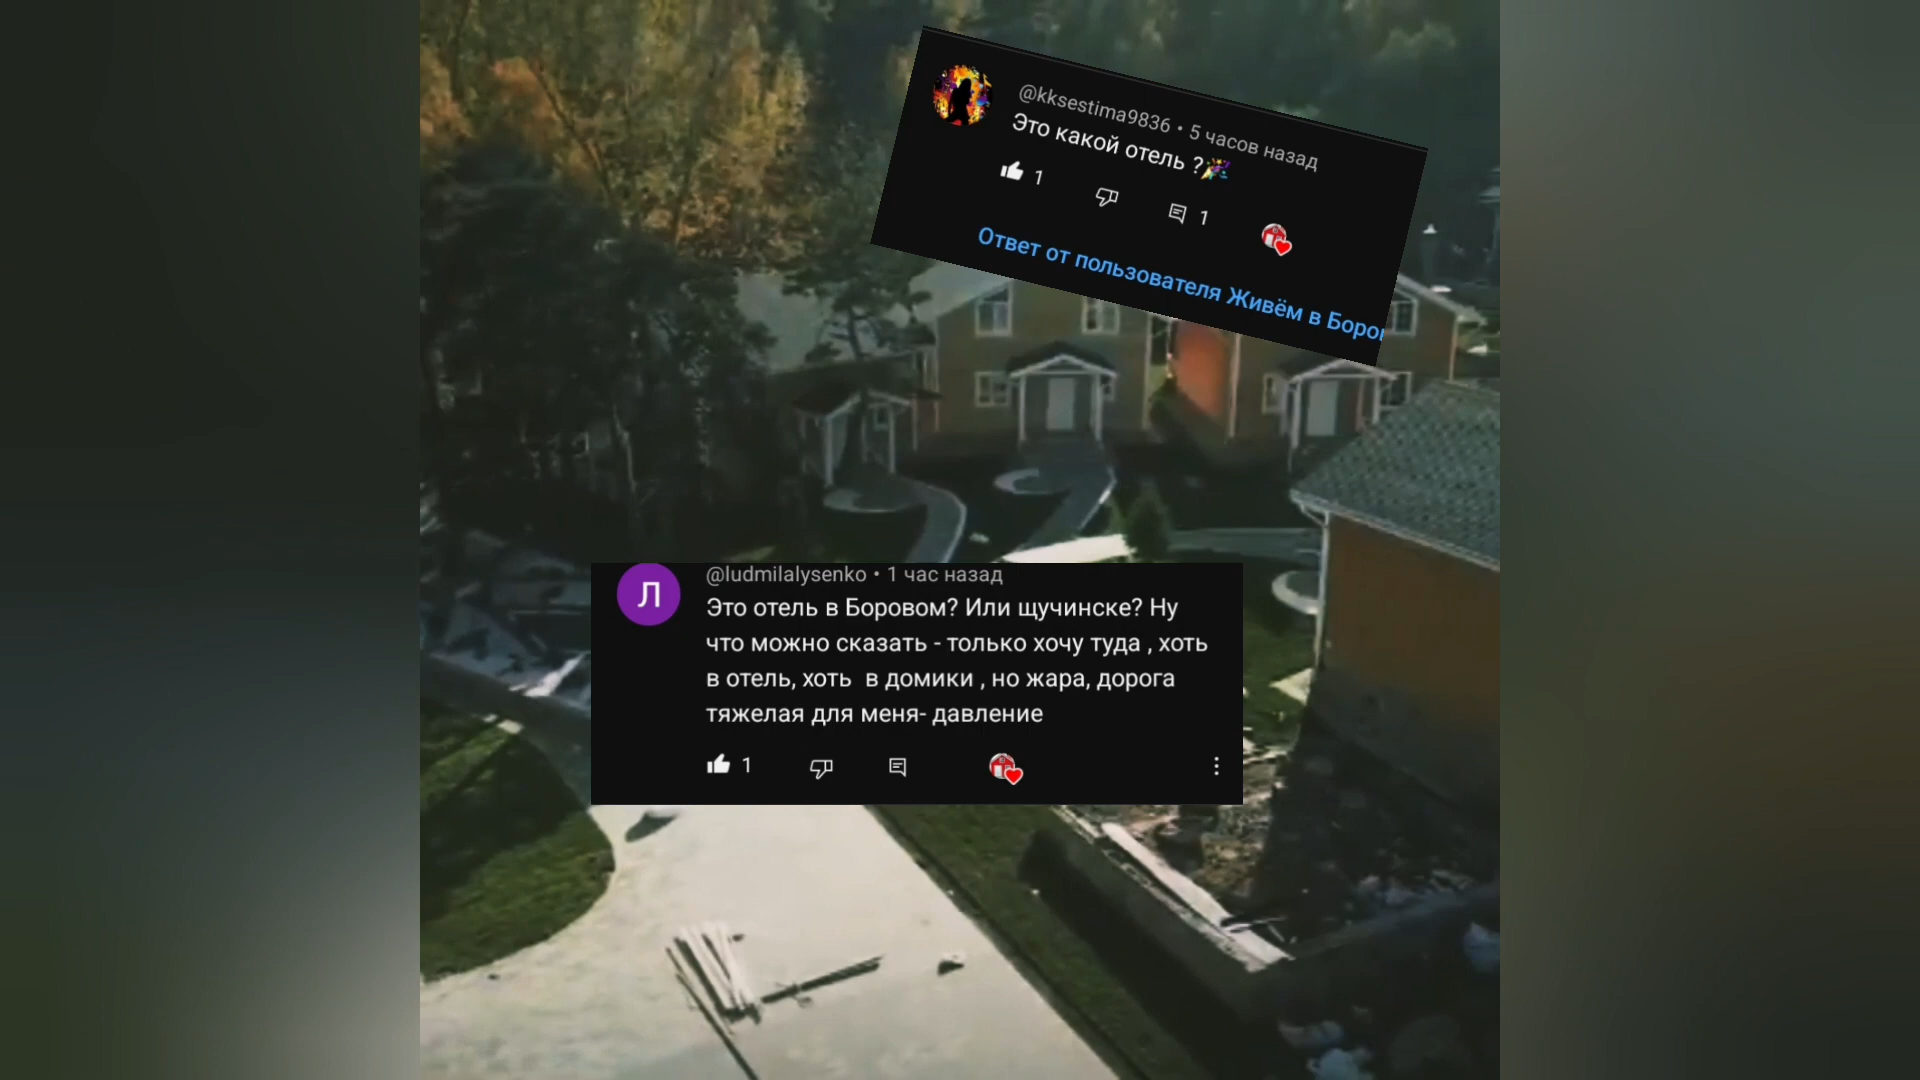 @kksestima9836 • 5 часов назад
Это какой отель ?🎉
1
1
Ответ от пользователя Живём в Боро
Л
@ludmilalysenko • 1 час назад
Это отель в Боровом? Или щучинске? Ну
что можно сказать - только хочу туда , хоть
в отель, хоть в домики , но жара, дорога
тяжелая для меня- давление
1